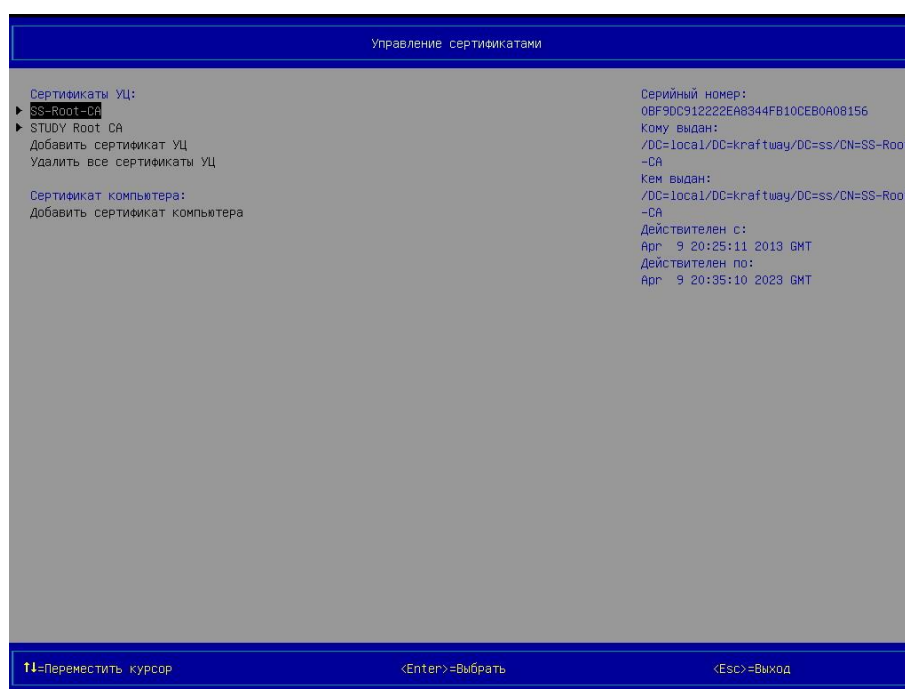 Управление сертификатами
Сертификаты УЦ:
SS-Root-CA
STUDY Root CA
Добавить сертификат УЦ
Удалить все сертификаты УЦ
Сертификат компьютера:
Добавить сертификат компьютера
Серийный номер:
0BF9DC912222EA8344FB10CEB0A08156
Кому выдан:
/DC=local/DC=kraftway/DC=ss/CN=SS-Roo
-CA
Кем выдан:
/DC=local/DC=kraftway/DC=ss/CN=SS-Roo
-CA
Действителен с:
Apr 9 20:25:11 2013 GMT
Действителен по:
Apr 9 20:35:10 2023 GMT
↑↓=Переместить курсор
<Enter>=Выбрать
<Esc>=Выход